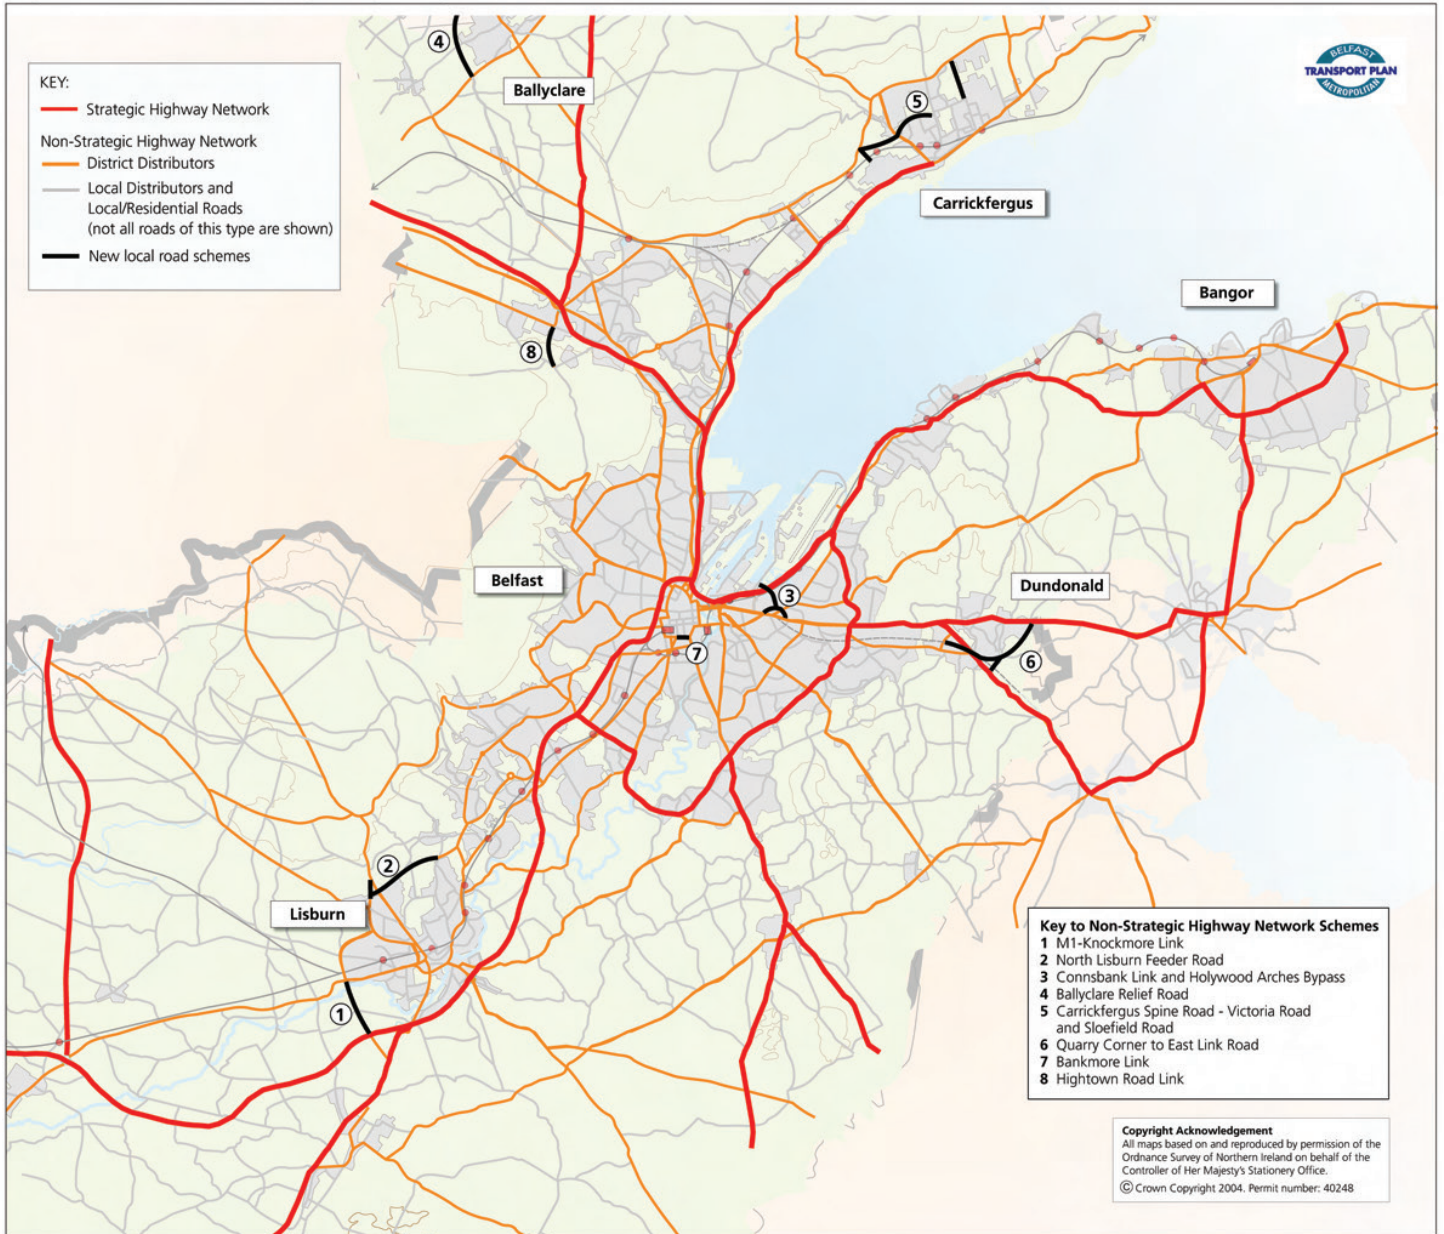 BELFAST
TRANSPORT PLAN
METROPOLITAN
KEY:
Strategic Highway Network
Non-Strategic Highway Network
District Distributors
Local Distributors and
Local/Residential Roads
(not all roads of this type are shown)
New local road schemes
4
Ballyclare
5
Carrickfergus
Bangor
8
Belfast
3
Dundonald
7
6
2
Lisburn
1
Key to Non-Strategic Highway Network Schemes
1 M1-Knockmore Link
2 North Lisburn Feeder Road
3 Connsbank Link and Holywood Arches Bypass
4 Ballyclare Relief Road
5 Carrickfergus Spine Road - Victoria Road
and Sloefield Road
6 Quarry Corner to East Link Road
7 Bankmore Link
8 Hightown Road Link
Copyright Acknowledgement
All maps based on and reproduced by permission of the
Ordnance Survey of Northern Ireland on behalf of the
Controller of Her Majesty's Stationery Office.
© Crown Copyright 2004. Permit number: 40248